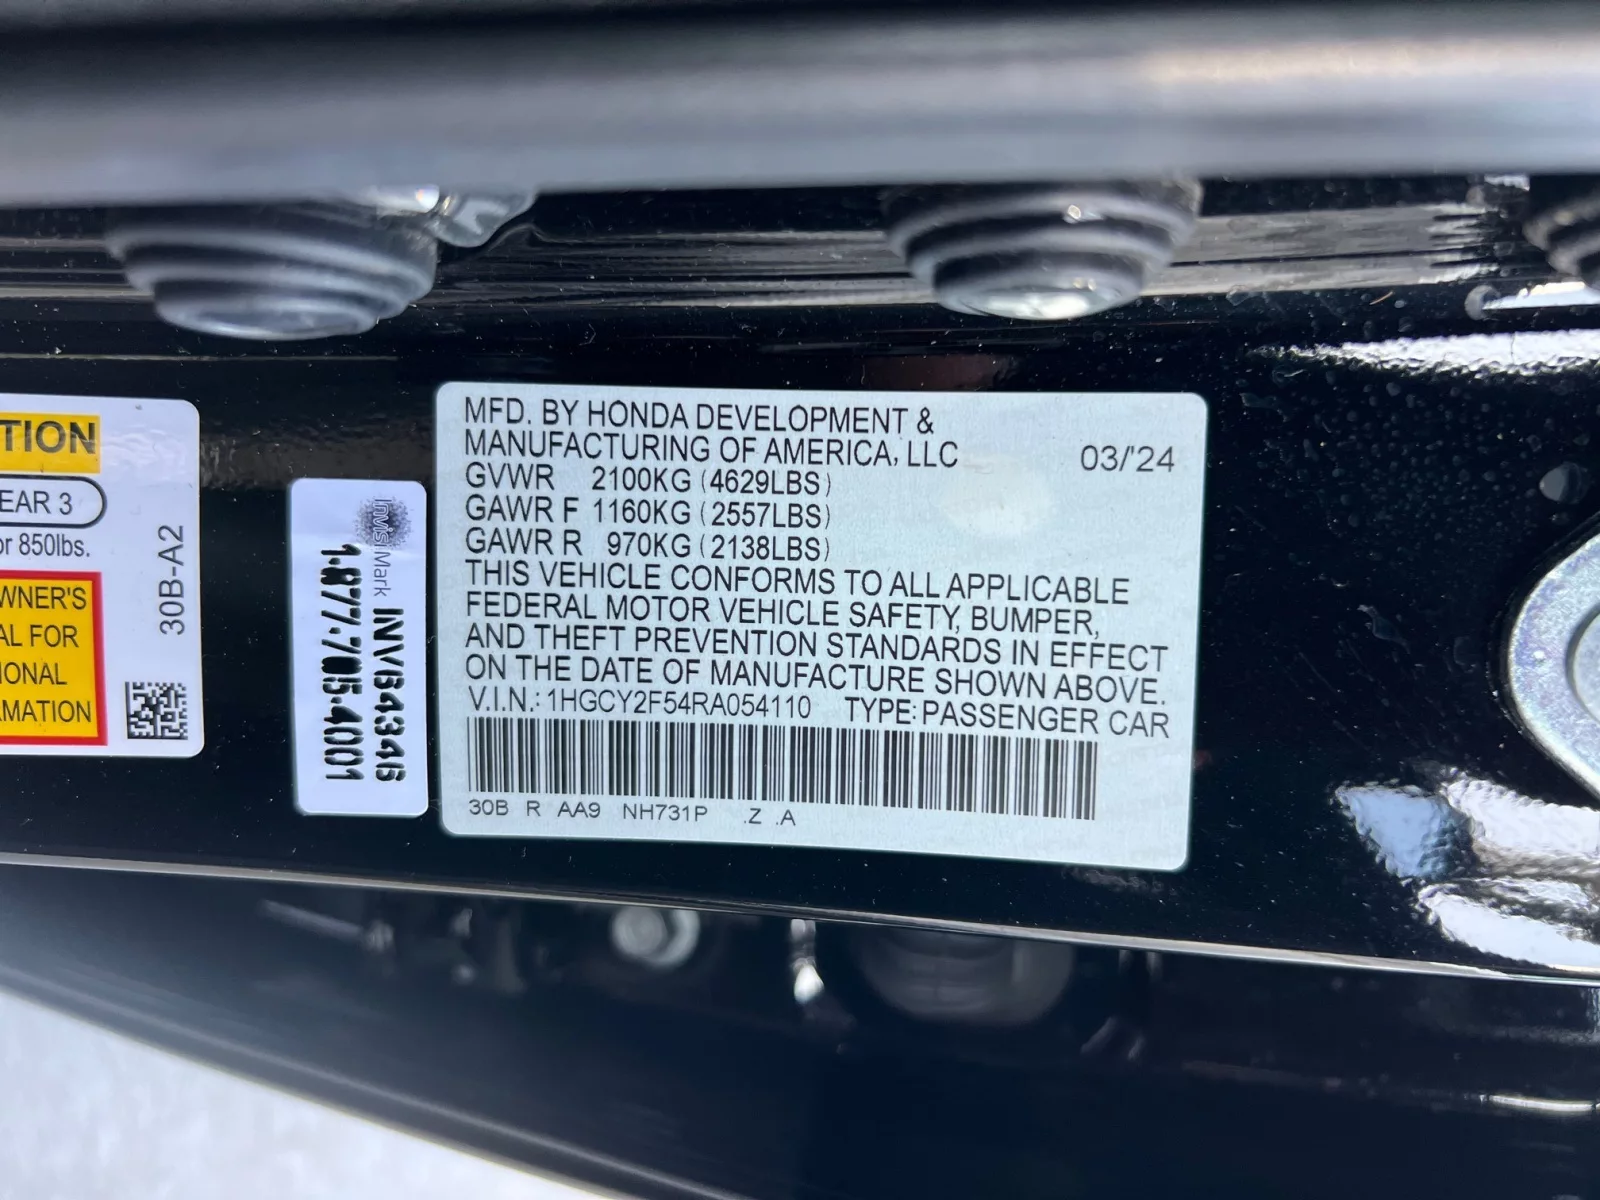 TION
EAR 3
or 850lbs.
WNER'S
AL FOR
IONAL
RMATION
30B-A2
InvisiMark
INV643446
1-877-705-4001
MFD. BY HONDA DEVELOPMENT &
MANUFACTURING OF AMERICA, LLC 03/'24
GVWR 2100KG (4629LBS)
GAWR F 1160KG (2557LBS)
GAWR R 970KG (2138LBS)
THIS VEHICLE CONFORMS TO ALL APPLICABLE
FEDERAL MOTOR VEHICLE SAFETY, BUMPER,
AND THEFT PREVENTION STANDARDS IN EFFECT
ON THE DATE OF MANUFACTURE SHOWN ABOVE.
V.I.N.: 1HGCY2F54RA054110 TYPE: PASSENGER CAR
30B R AA9 NH731P .Z .A